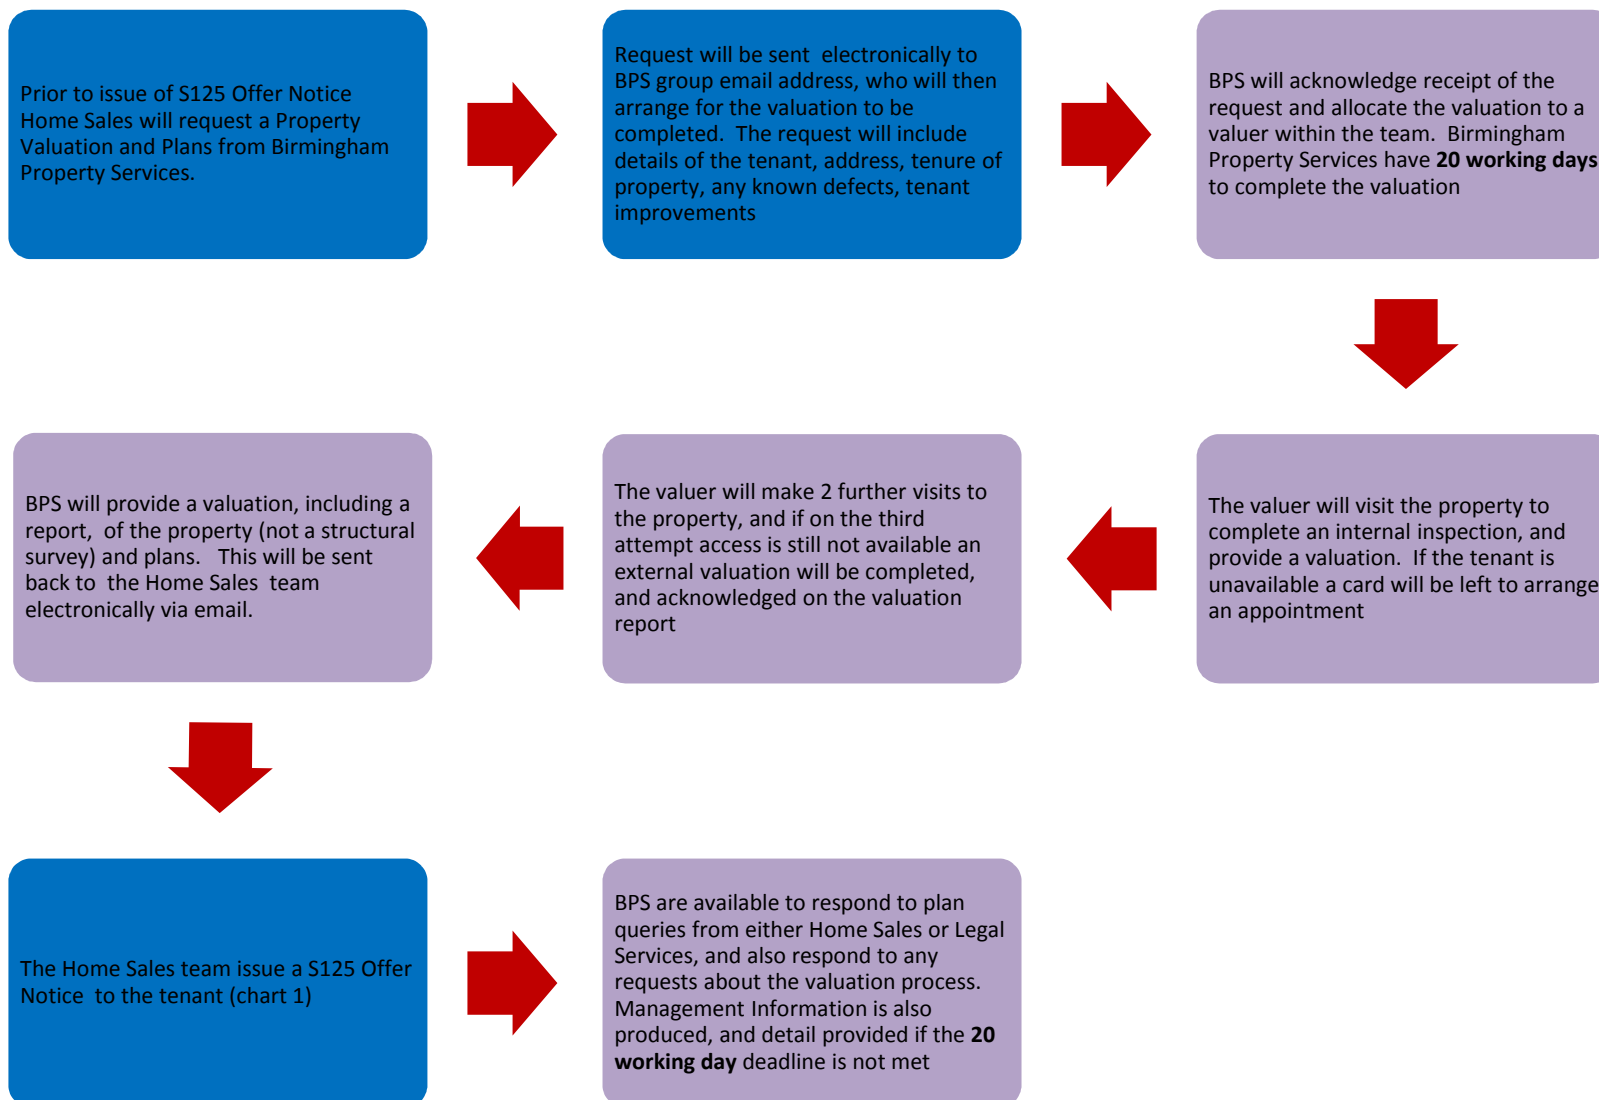 Prior to issue of S125 Offer Notice
Home Sales will request a Property
Valuation and Plans from Birmingham
Property Services.
Request will be sent  electronically to
BPS group email address, who will then
arrange for the valuation to be
completed.  The request will include
details of the tenant, address, tenure of
property, any known defects, tenant
improvements
BPS will acknowledge receipt of the
request and allocate the valuation to a
valuer within the team.  Birmingham
Property Services have 20 working days
to complete the valuation
The valuer will visit the property to
complete an internal inspection, and
provide a valuation.  If the tenant is
unavailable a card will be left to arrange
an appointment
The valuer will make 2 further visits to
the property, and if on the third
attempt access is still not available an
external valuation will be completed,
and acknowledged on the valuation
report
BPS will provide a valuation, including a
report,  of the property (not a structural
survey) and plans.   This will be sent
back to  the Home Sales  team
electronically via email.
The Home Sales team issue a S125 Offer
Notice  to the tenant (chart 1)
BPS are available to respond to plan
queries from either Home Sales or Legal
Services, and also respond to any
requests about the valuation process.
Management Information is also
produced, and detail provided if the 20
working day deadline is not met